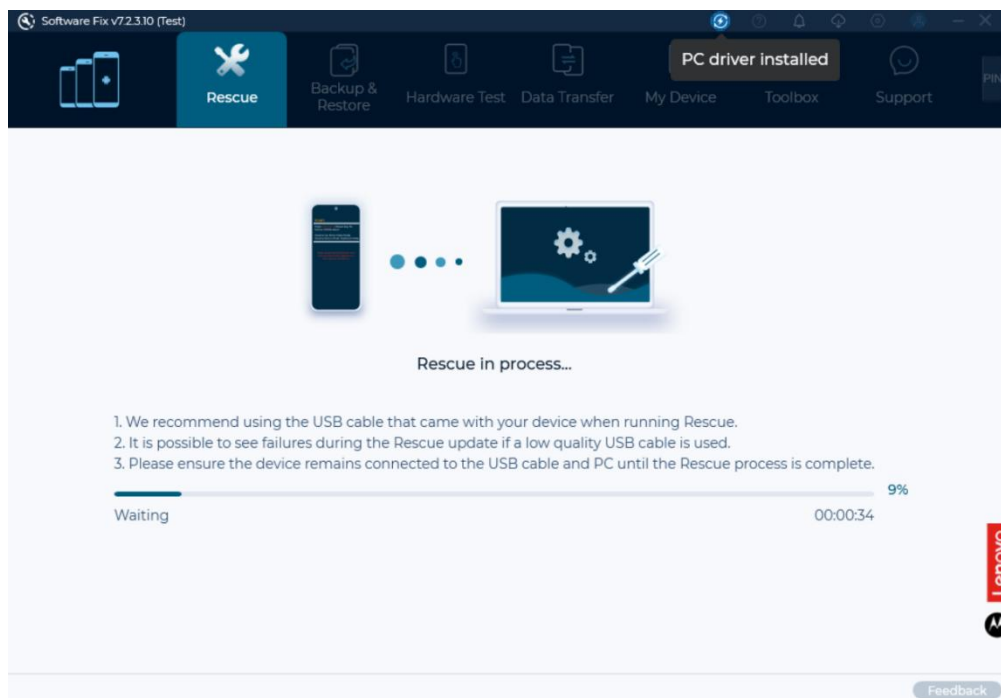 Software Fix v7.2.3.10 (Test)
PC driver installed
Rescue
Backup &
Restore
Hardware Test
Data Transfer
My Device
Toolbox
Support
PIN
Rescue in process...
1. We recommend using the USB cable that came with your device when running Rescue.
2. It is possible to see failures during the Rescue update if a low quality USB cable is used.
3. Please ensure the device remains connected to the USB cable and PC until the Rescue process is complete.
9%
Waiting
00:00:34
Lenovo
Feedback